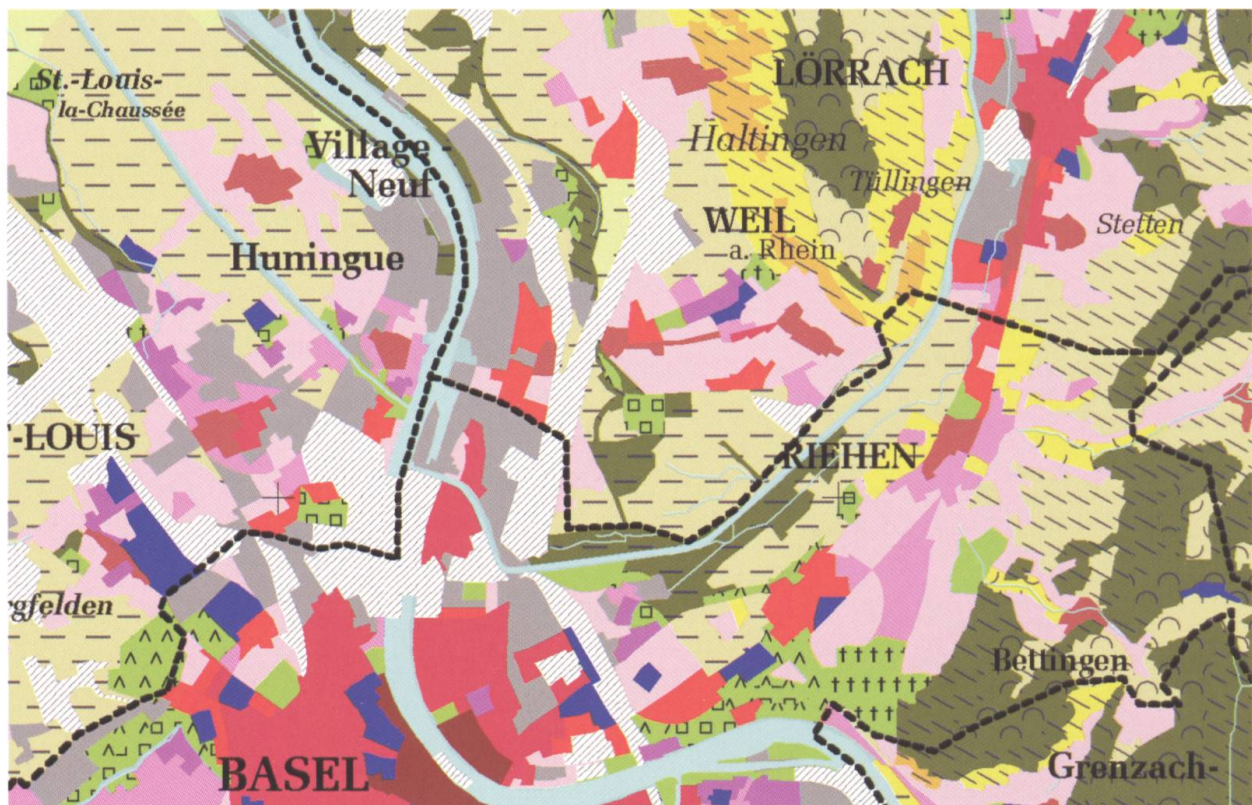 LÖRRACH
St.-Louis-
la-Chaussée
Haltingen
Village-
Neuf
Tüllingen
WEIL
a. Rhein
Stetten
Huningue
T-LOUIS
RIEHEN
rgfelden
Bettingen
BASEL
Grenzach-